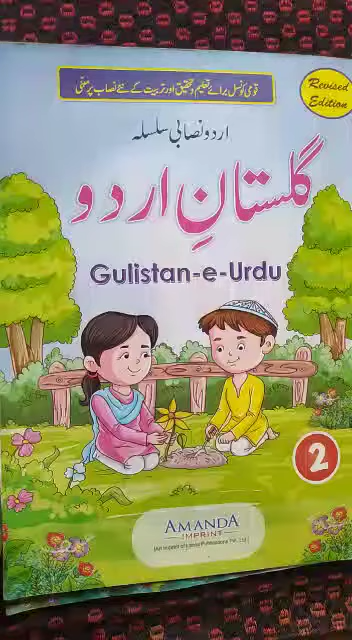 قومی کونسل برائے تعلیم و تحقیق اور تربیت کے نئے نصاب پر مبنی
Revised
Edition
اردو نصابی سلسلہ
گلستانِ اردو
Gulistan-e-Urdu
2
AMANDA
IMPRINT